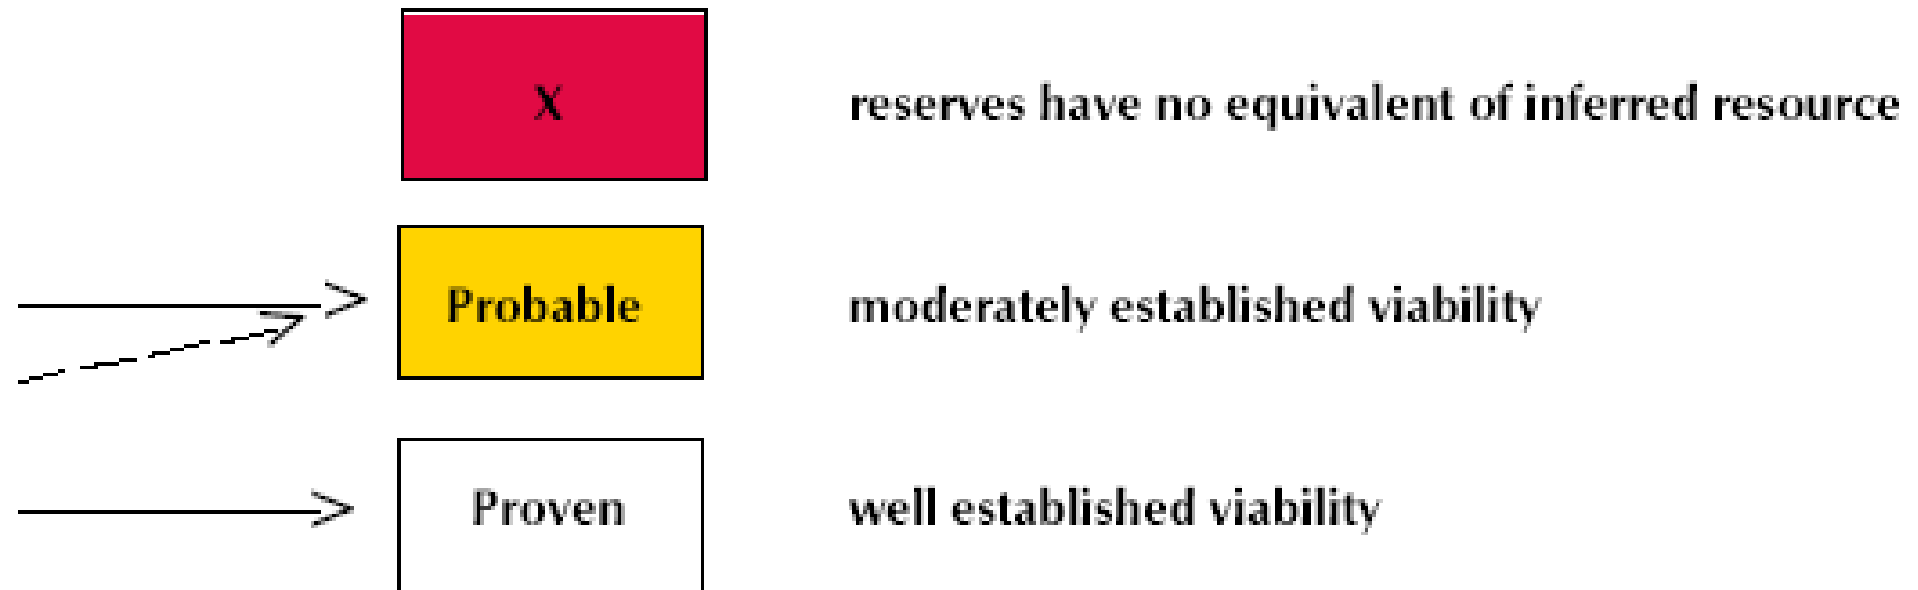 X reserves have no equivalent of inferred resource
Probable moderately established viability
Proven well established viability